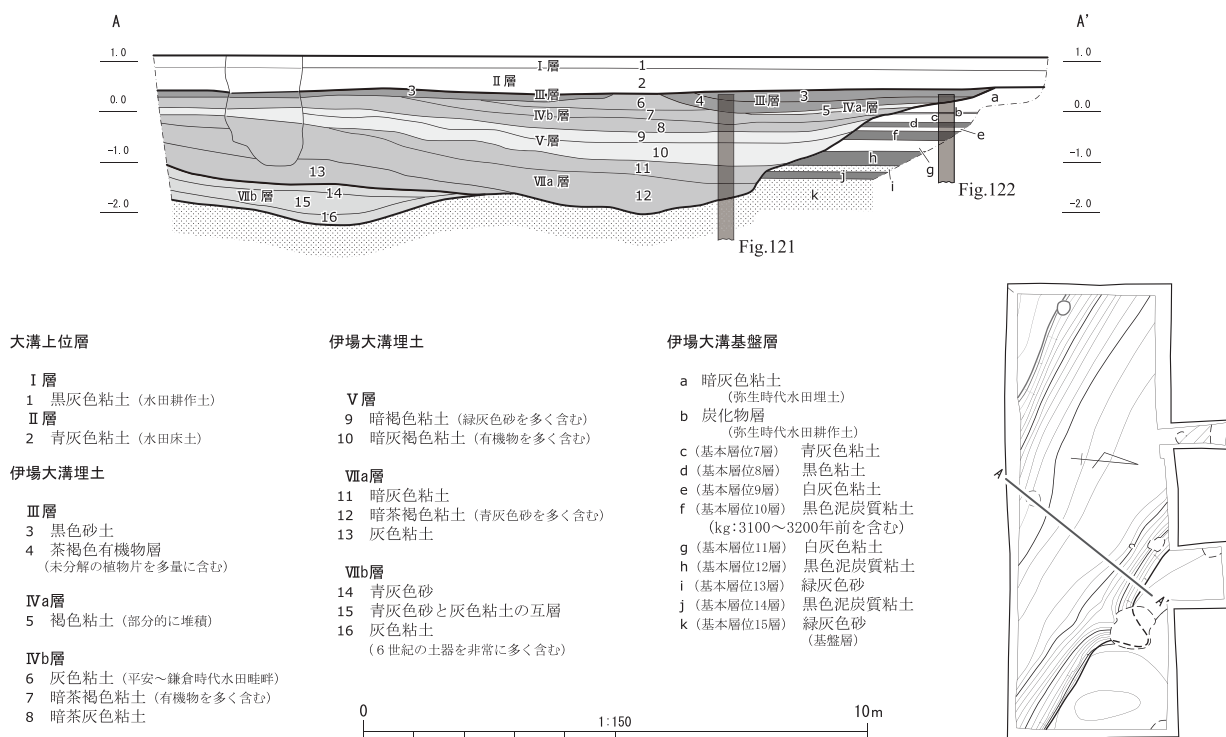 A
A'
1.0
1.0
0.0
0.0
-1.0
-1.0
-2.0
-2.0
Ⅰ層
1
Ⅱ層
2
3
Ⅲ層
6
4
Ⅲ層
3
5
Ⅳa層
Ⅳb層
7
8
Ⅴ層
9
10
11
Ⅶa層
12
13
14
Ⅶb層
15
16
a
b
c
d
e
f
g
h
i
j
k
Fig.121
Fig.122
大溝上位層
Ⅰ層
1 黒灰色粘土（水田耕作土）
Ⅱ層
2 青灰色粘土（水田床土）
伊場大溝埋土
Ⅲ層
3 黒色砂土
4 茶褐色有機物層
（未分解の植物片を多量に含む）
Ⅳa層
5 褐色粘土（部分的に堆積）
Ⅳb層
6 灰色粘土（平安～鎌倉時代水田畦畔）
7 暗茶褐色粘土（有機物を多く含む）
8 暗茶灰色粘土
伊場大溝埋土
Ⅴ層
9 暗褐色粘土（緑灰色砂を多く含む）
10 暗灰褐色粘土（有機物を多く含む）
Ⅶa層
11 暗灰色粘土
12 暗茶褐色粘土（青灰色砂を多く含む）
13 灰色粘土
Ⅶb層
14 青灰色砂
15 青灰色砂と灰色粘土の互層
16 灰色粘土
（６世紀の土器を非常に多く含む）
伊場大溝基盤層
a 暗灰色粘土
（弥生時代水田埋土）
b 炭化物層
（弥生時代水田耕作土）
c（基本層位7層） 青灰色粘土
d（基本層位8層） 黒色粘土
e（基本層位9層） 白灰色粘土
f（基本層位10層） 黒色泥炭質粘土
（kg：3100～3200年前を含む）
g（基本層位11層） 白灰色粘土
h（基本層位12層） 黒色泥炭質粘土
i（基本層位13層） 緑灰色砂
j（基本層位14層） 黒色泥炭質粘土
k（基本層位15層） 緑灰色砂
（基盤層）
A
A'
0
1:150
10m